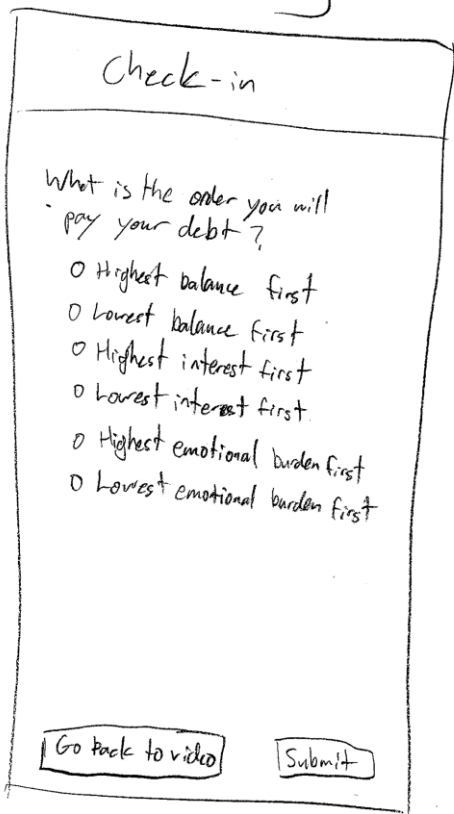 Check-in
What is the order you will
pay your debt?
O Highest balance first
O Lowest balance first
O Highest interest first
O Lowest interest first
O Highest emotional burden first
O Lowest emotional burden first
Go back to video
Submit